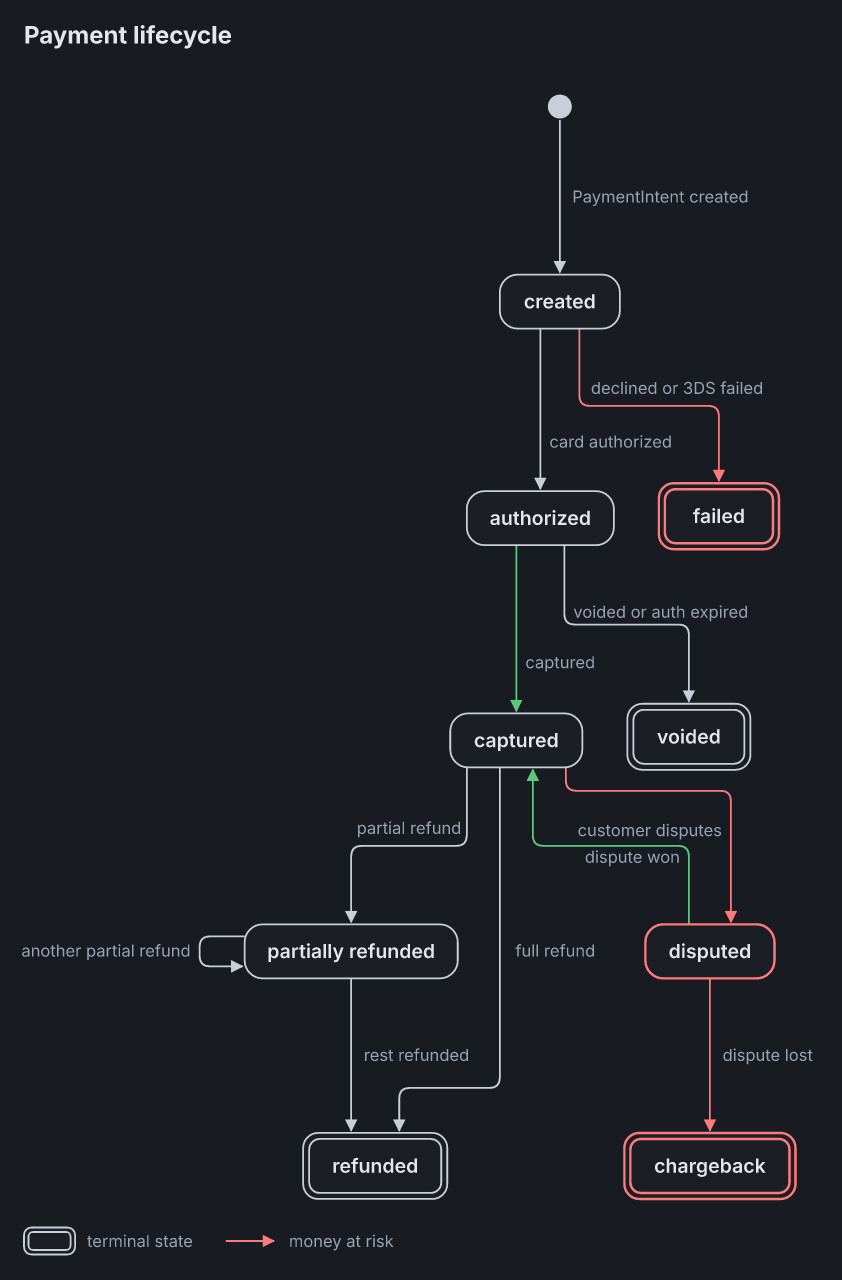 Payment lifecycle
PaymentIntent created
created
declined or 3DS failed
card authorized
authorized
failed
voided or auth expired
captured
captured
voided
partial refund
customer disputes
dispute won
another partial refund
partially refunded
full refund
disputed
rest refunded
dispute lost
refunded
chargeback
terminal state
money at risk